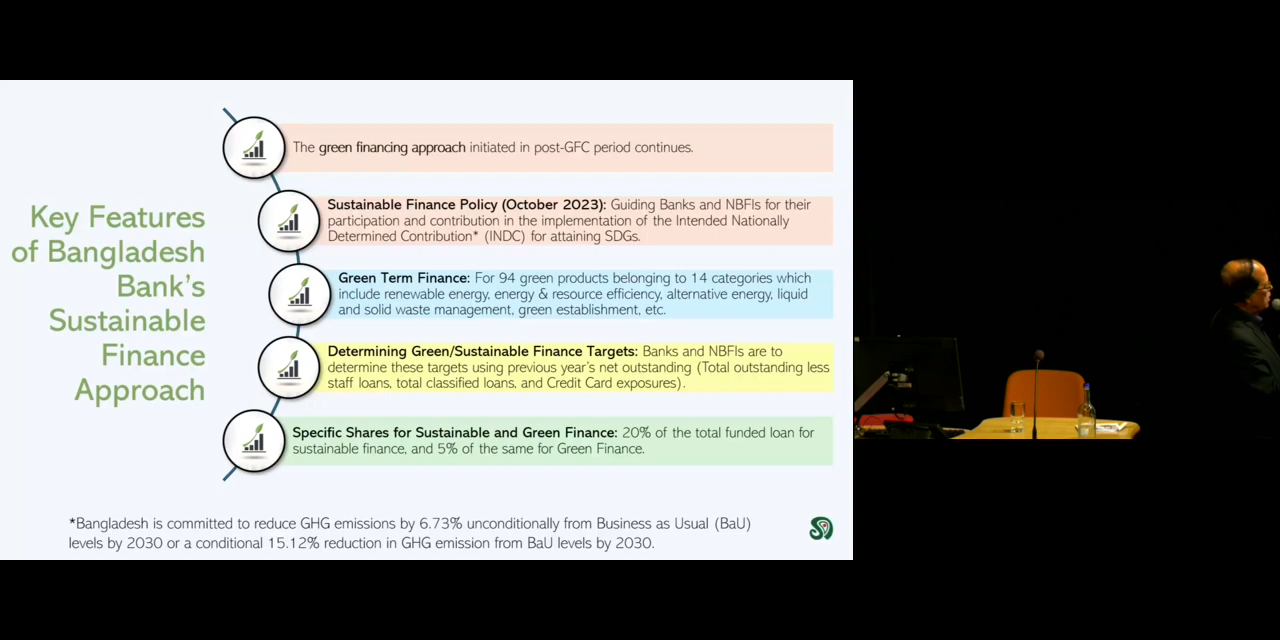 Key Features
of Bangladesh
Bank's
Sustainable
Finance
Approach
The green financing approach initiated in post-GFC period continues.
Sustainable Finance Policy (October 2023): Guiding Banks and NBFIs for their
participation and contribution in the implementation of the Intended Nationally
Determined Contribution* (INDC) for attaining SDGs.
Green Term Finance: For 94 green products belonging to 14 categories which
include renewable energy, energy & resource efficiency, alternative energy, liquid
and solid waste management, green establishment, etc.
Determining Green/Sustainable Finance Targets: Banks and NBFIs are to
determine these targets using previous year's net outstanding (Total outstanding less
staff loans, total classified loans, and Credit Card exposures).
Specific Shares for Sustainable and Green Finance: 20% of the total funded loan for
sustainable finance, and 5% of the same for Green Finance.
*Bangladesh is committed to reduce GHG emissions by 6.73% unconditionally from Business as Usual (BaU)
levels by 2030 or a conditional 15.12% reduction in GHG emission from BaU levels by 2030.